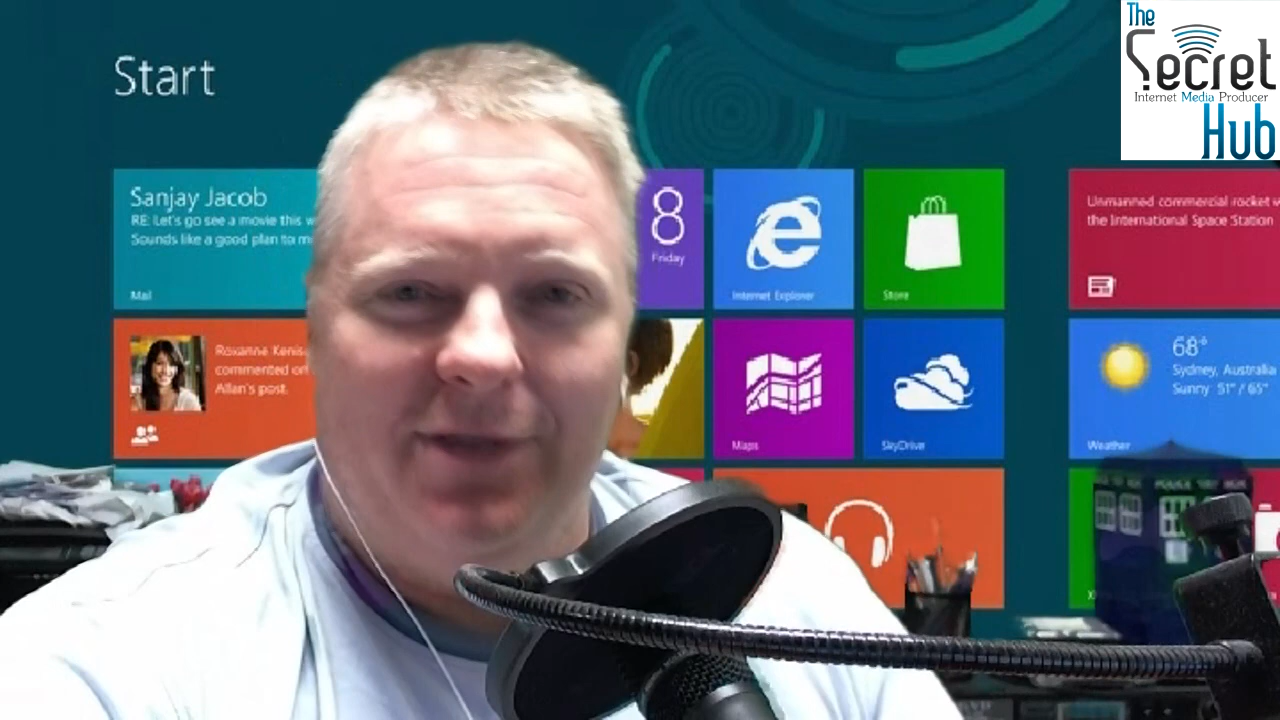 The
Secret
Internet Media Producer
Hub
Start
Sanjay Jacob
RE: Let's go see a movie this
Sounds like a good plan to
Mail
8
Friday
Internet Explorer
Store
Unmanned commercial rocket
the International Space Station
Roxanne
commented
Allan's post.
Maps
SkyDrive
68°
Sydney, Australia
Sunny 51° / 65°
Weather